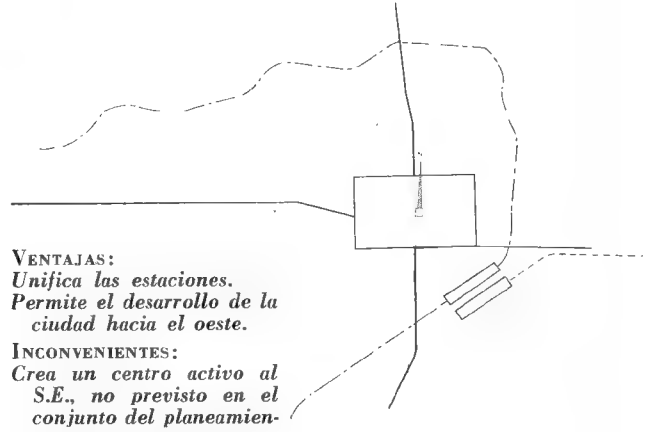 VENTAJAS:
Unifica las estaciones.
Permite el desarrollo de la
ciudad hacia el oeste.
INCONVENIENTES:
Crea un centro activo al
S.E., no previsto en el
conjunto del planeamien-